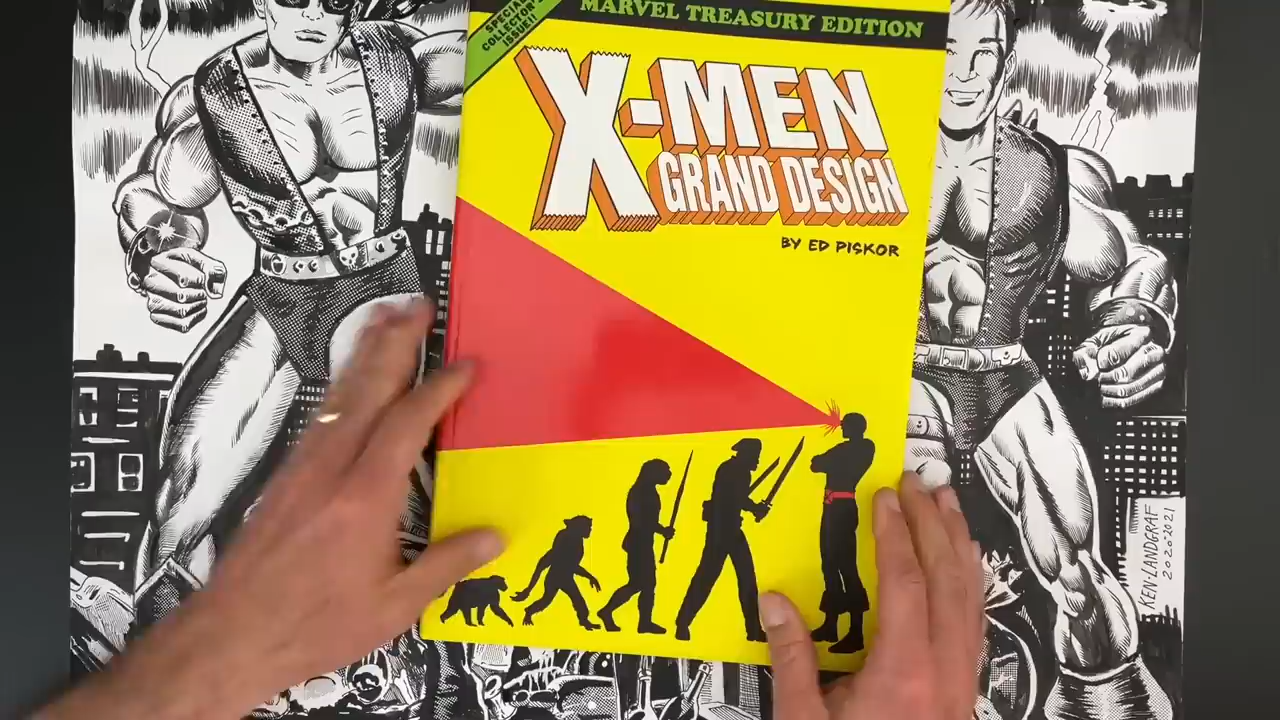 SPECIAL
COLLECTOR'S
ISSUE!!
MARVEL TREASURY EDITION
X-MEN
GRAND DESIGN
BY ED PISKOR
KEN·LANDGRAF
2020·2021